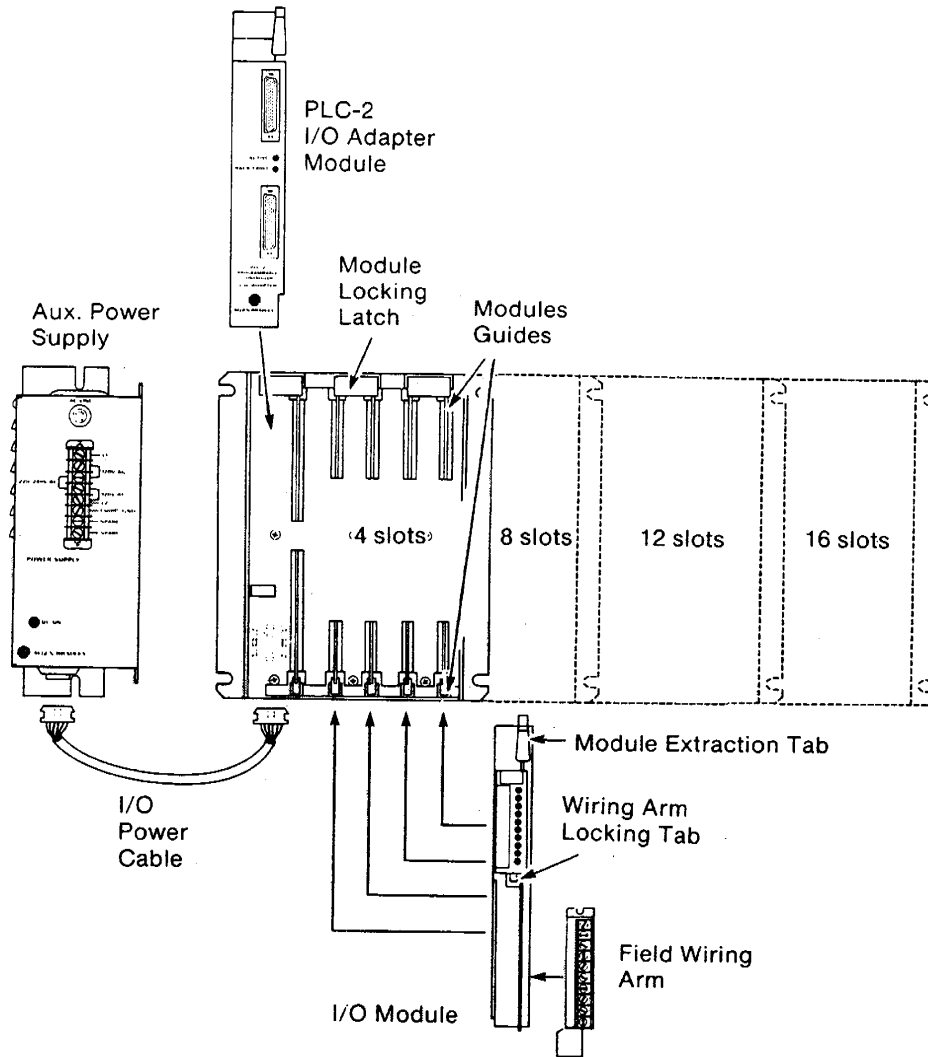 PLC-2
I/O Adapter
Module
Module
Locking
Latch
Modules
Guides
Aux. Power
Supply
4 slots
8 slots
12 slots
16 slots
POWER SUPPLY
I/O
Power
Cable
Module Extraction Tab
Wiring Arm
Locking Tab
Field Wiring
Arm
I/O Module